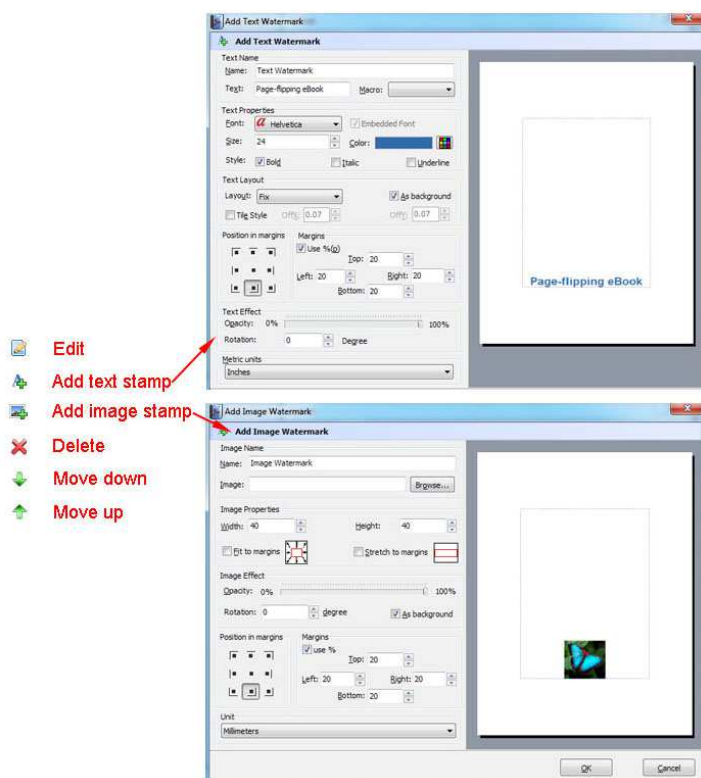 Add Text Watermark
Add Text Watermark
Text Name
Name: Text Watermark
Text: Page-flipping eBook Macro:
Text Properties
Font: a Helvetica Embedded Font
Size: 24 Color:
Style: Bold Italic Underline
Text Layout
Layout: Fix As background
Tile Style OffX: 0.07 OffY: 0.07
Position in margins Margins
Use %(p)
Top: 20
Left: 20 Right: 20
Bottom: 20
Text Effect
Opacity: 0% 100%
Rotation: 0 Degree
Metric units
Inches
Page-flipping eBook
Edit
Add text stamp
Add image stamp
Delete
Move down
Move up
Add Image Watermark
Add Image Watermark
Image Name
Name: Image Watermark
Image: Browse...
Image Properties
Width: 40 Height: 40
Fit to margins Stretch to margins
Image Effect
Opacity: 0% 100%
Rotation: 0 degree As background
Position in margins Margins
use %
Top: 20
Left: 20 Right: 20
Bottom: 20
Unit
Millimeters
OK Cancel